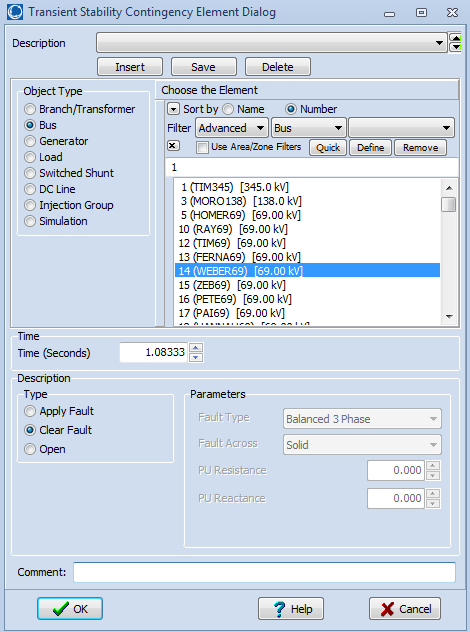 Transient Stability Contingency Element Dialog
Description
Insert Save Delete
Object Type
Branch/Transformer
Bus
Generator
Load
Switched Shunt
DC Line
Injection Group
Simulation
Choose the Element
Sort by Name Number
Filter Advanced Bus
Use Area/Zone Filters Quick Define Remove
1
1 (TIM345) [345.0 kV]
3 (MORO138) [138.0 kV]
5 (HOMER69) [69.00 kV]
10 (RAY69) [69.00 kV]
12 (TIM69) [69.00 kV]
13 (FERNA69) [69.00 kV]
14 (WEBER69) [69.00 kV]
15 (ZEB69) [69.00 kV]
16 (PETE69) [69.00 kV]
17 (PAI69) [69.00 kV]
Time
Time (Seconds) 1.08333
Description
Type
Apply Fault
Clear Fault
Open
Parameters
Fault Type Balanced 3 Phase
Fault Across Solid
PU Resistance 0.000
PU Reactance 0.000
Comment:
OK ? Help Cancel